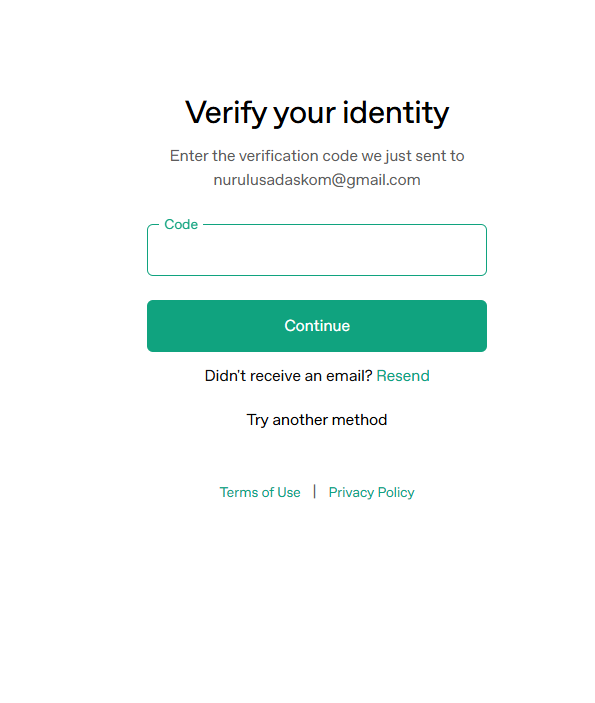 Verify your identity
Enter the verification code we just sent to
nurulusadaskom@gmail.com
Code
Continue
Didn't receive an email? Resend
Try another method
Terms of Use | Privacy Policy